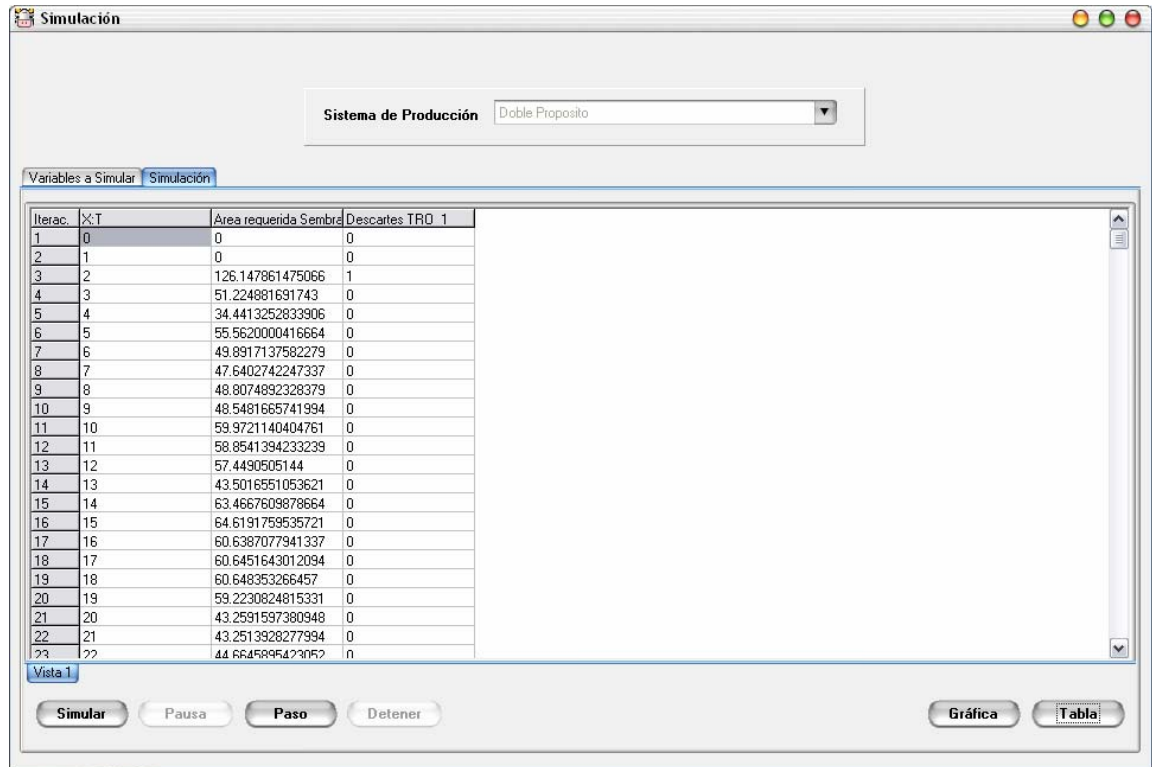 Simulación
Sistema de Producción Doble Proposito
Variables a Simular Simulación
Iterac. X:T Area requerida Sembra Descartes TRO_1
1 0 0 0
2 1 0 0
3 2 126.147861475066 1
4 3 51.224881691743 0
5 4 34.4413252833906 0
6 5 55.5620000416664 0
7 6 49.8917137582279 0
8 7 47.6402742247337 0
9 8 48.8074892328379 0
10 9 48.5481665741994 0
11 10 59.9721140404761 0
12 11 58.8541394233239 0
13 12 57.4490505144 0
14 13 43.5016551053621 0
15 14 63.4667609878664 0
16 15 64.6191759535721 0
17 16 60.6387077941337 0
18 17 60.6451643012094 0
19 18 60.648353266457 0
20 19 59.2230824815331 0
21 20 43.2591597380948 0
22 21 43.2513928277994 0
23 22 44.6645895423052 0
Vista 1
Simular Pausa Paso Detener Gráfica Tabla